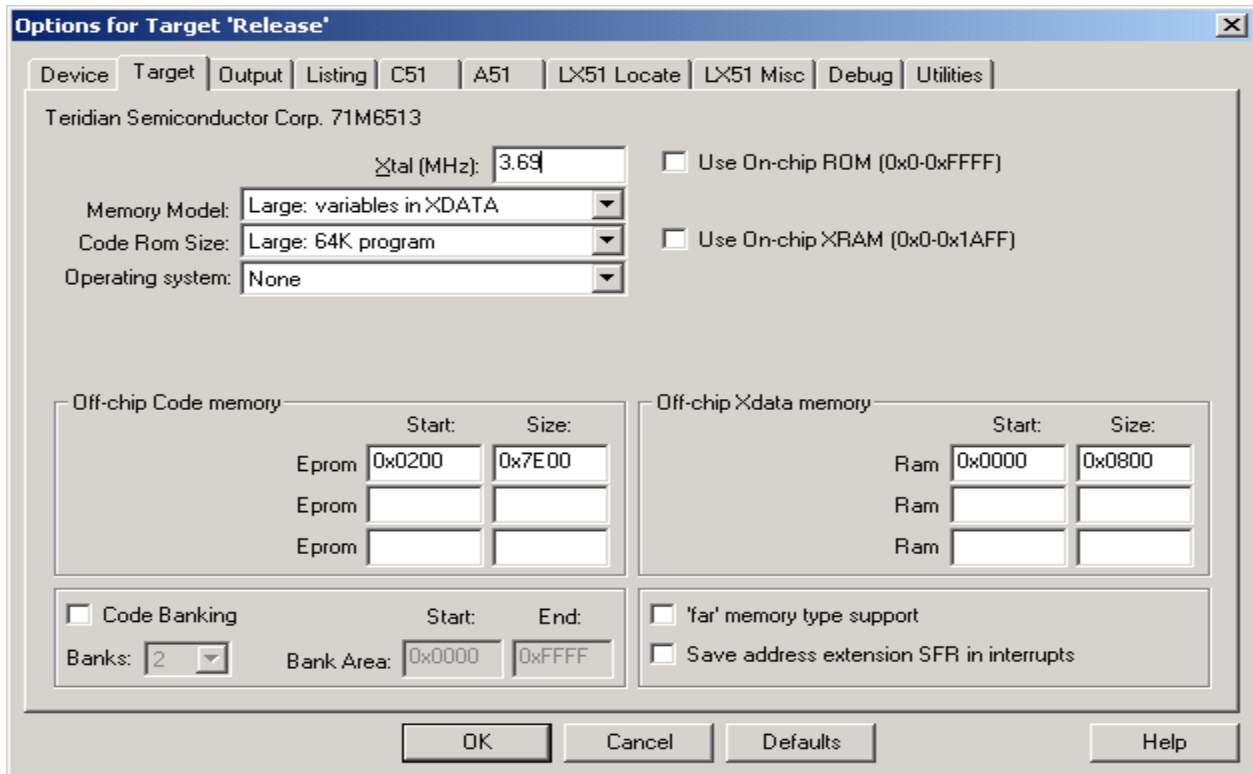 Options for Target 'Release'
Device Target Output Listing C51 A51 LX51 Locate LX51 Misc Debug Utilities
Teridian Semiconductor Corp. 71M6513
Xtal (MHz): 3.69 Use On-chip ROM (0x0-0xFFFF)
Memory Model: Large: variables in XDATA
Code Rom Size: Large: 64K program Use On-chip XRAM (0x0-0x1AFF)
Operating system: None
Off-chip Code memory Off-chip Xdata memory
Start: Size: Start: Size:
Eprom 0x0200 0x7E00 Ram 0x0000 0x0800
Eprom Ram
Eprom Ram
Code Banking Start: End: 'far' memory type support
Banks: 2 Bank Area: 0x0000 0xFFFF Save address extension SFR in interrupts
OK Cancel Defaults Help